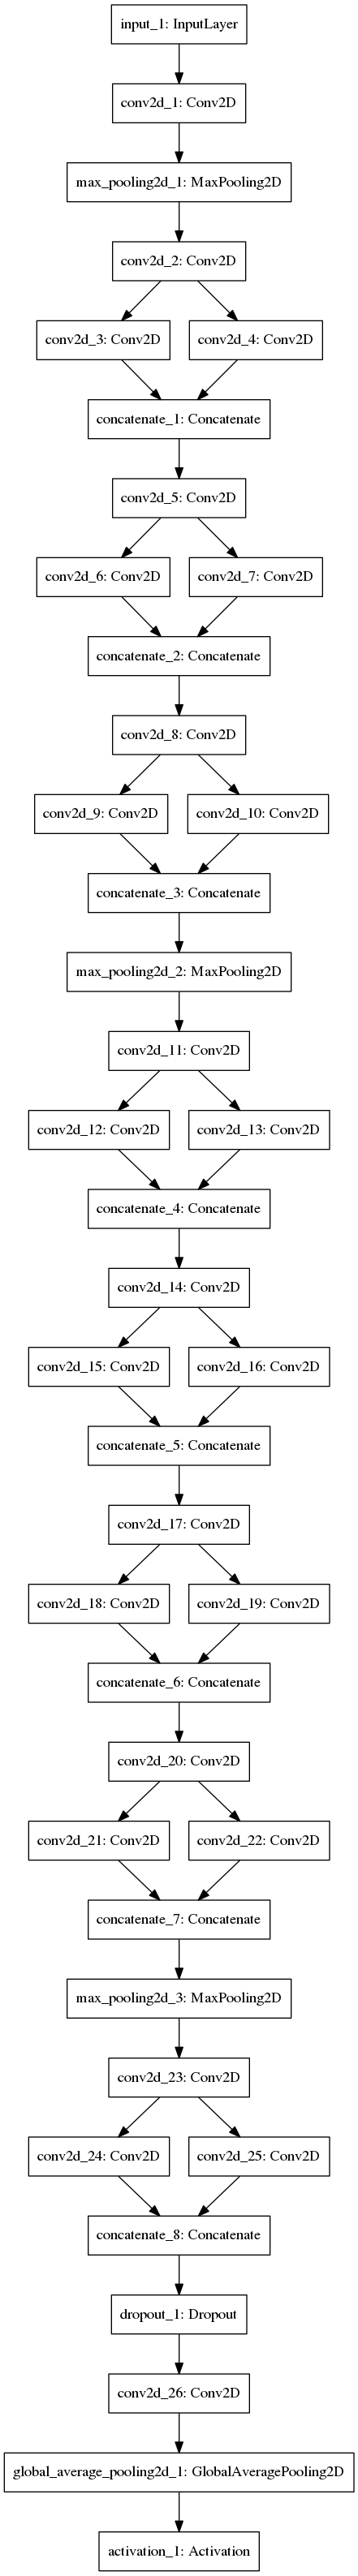 input_1: InputLayer
conv2d_1: Conv2D
max_pooling2d_1: MaxPooling2D
conv2d_2: Conv2D
conv2d_3: Conv2D
conv2d_4: Conv2D
concatenate_1: Concatenate
conv2d_5: Conv2D
conv2d_6: Conv2D
conv2d_7: Conv2D
concatenate_2: Concatenate
conv2d_8: Conv2D
conv2d_9: Conv2D
conv2d_10: Conv2D
concatenate_3: Concatenate
max_pooling2d_2: MaxPooling2D
conv2d_11: Conv2D
conv2d_12: Conv2D
conv2d_13: Conv2D
concatenate_4: Concatenate
conv2d_14: Conv2D
conv2d_15: Conv2D
conv2d_16: Conv2D
concatenate_5: Concatenate
conv2d_17: Conv2D
conv2d_18: Conv2D
conv2d_19: Conv2D
concatenate_6: Concatenate
conv2d_20: Conv2D
conv2d_21: Conv2D
conv2d_22: Conv2D
concatenate_7: Concatenate
max_pooling2d_3: MaxPooling2D
conv2d_23: Conv2D
conv2d_24: Conv2D
conv2d_25: Conv2D
concatenate_8: Concatenate
dropout_1: Dropout
conv2d_26: Conv2D
global_average_pooling2d_1: GlobalAveragePooling2D
activation_1: Activation